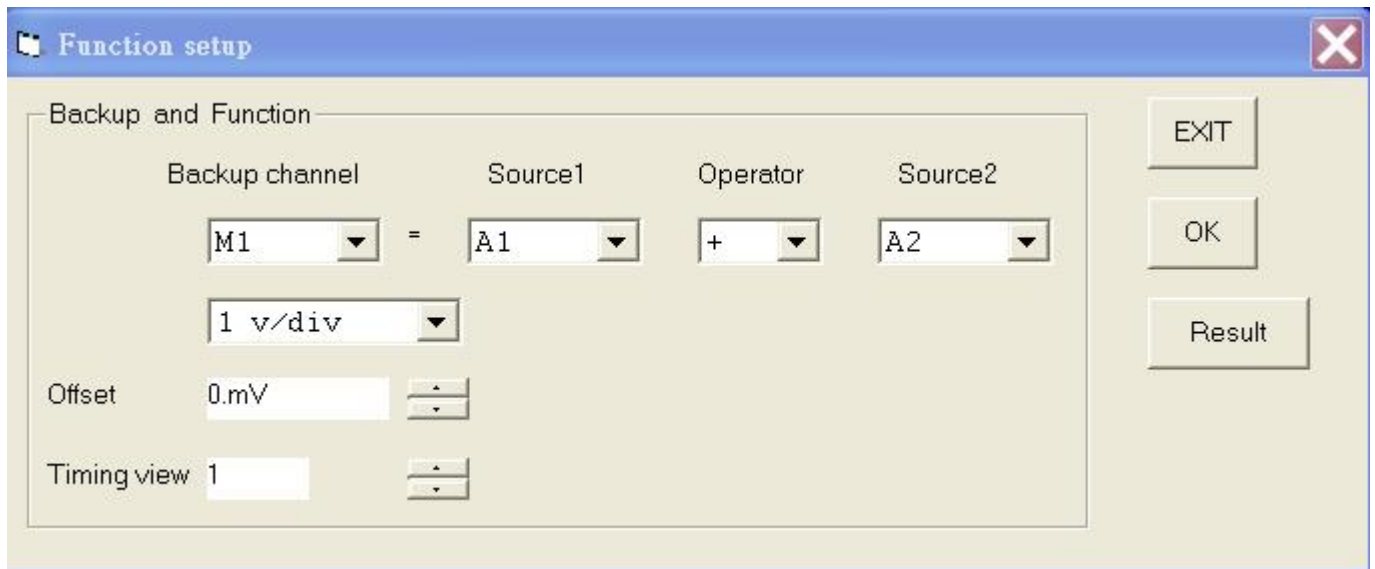 Function setup
Backup and Function
EXIT
Backup channel Source1 Operator Source2
M1 = A1 + A2
OK
1 v/div
Result
Offset 0.mV
Timing view 1